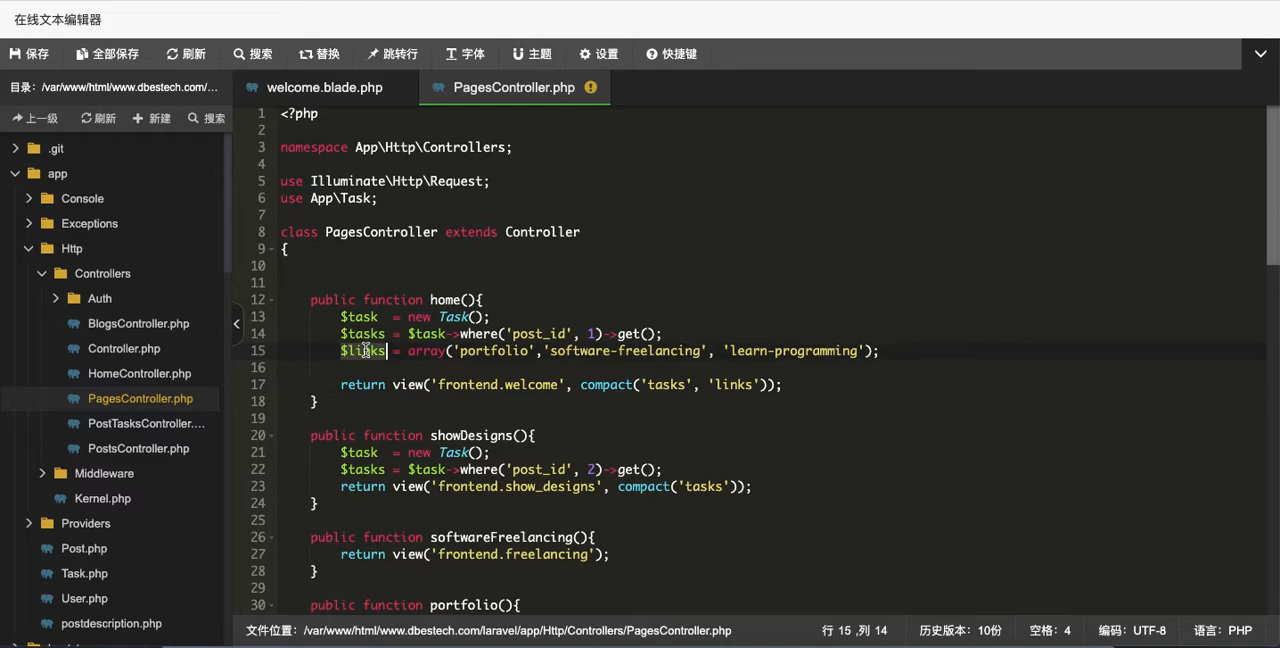 在线文本编辑器
保存 全部保存 刷新 搜索 替换 跳转行 字体 主题 设置 快捷键
目录：/var/www/html/www.dbestech.com/... welcome.blade.php PagesController.php
上一级 刷新 新建 搜索
.git
app
Console
Exceptions
Http
Controllers
Auth
BlogsController.php
Controller.php
HomeController.php
PagesController.php
PostTasksController....
PostsController.php
Middleware
Kernel.php
Providers
Post.php
Task.php
User.php
postdescription.php
1 <?php
2
3 namespace App\Http\Controllers;
4
5 use Illuminate\Http\Request;
6 use App\Task;
7
8 class PagesController extends Controller
9 {
10
11
12 public function home(){
13 $task = new Task();
14 $tasks = $task->where('post_id', 1)->get();
15 $links = array('portfolio','software-freelancing', 'learn-programming');
16
17 return view('frontend.welcome', compact('tasks', 'links'));
18 }
19
20 public function showDesigns(){
21 $task = new Task();
22 $tasks = $task->where('post_id', 2)->get();
23 return view('frontend.show_designs', compact('tasks'));
24 }
25
26 public function softwareFreelancing(){
27 return view('frontend.freelancing');
28 }
29
30 public function portfolio(){
文件位置：/var/www/html/www.dbestech.com/laravel/app/Http/Controllers/PagesController.php 行 15 ,列 14 历史版本：10份 空格：4 编码：UTF-8 语言：PHP